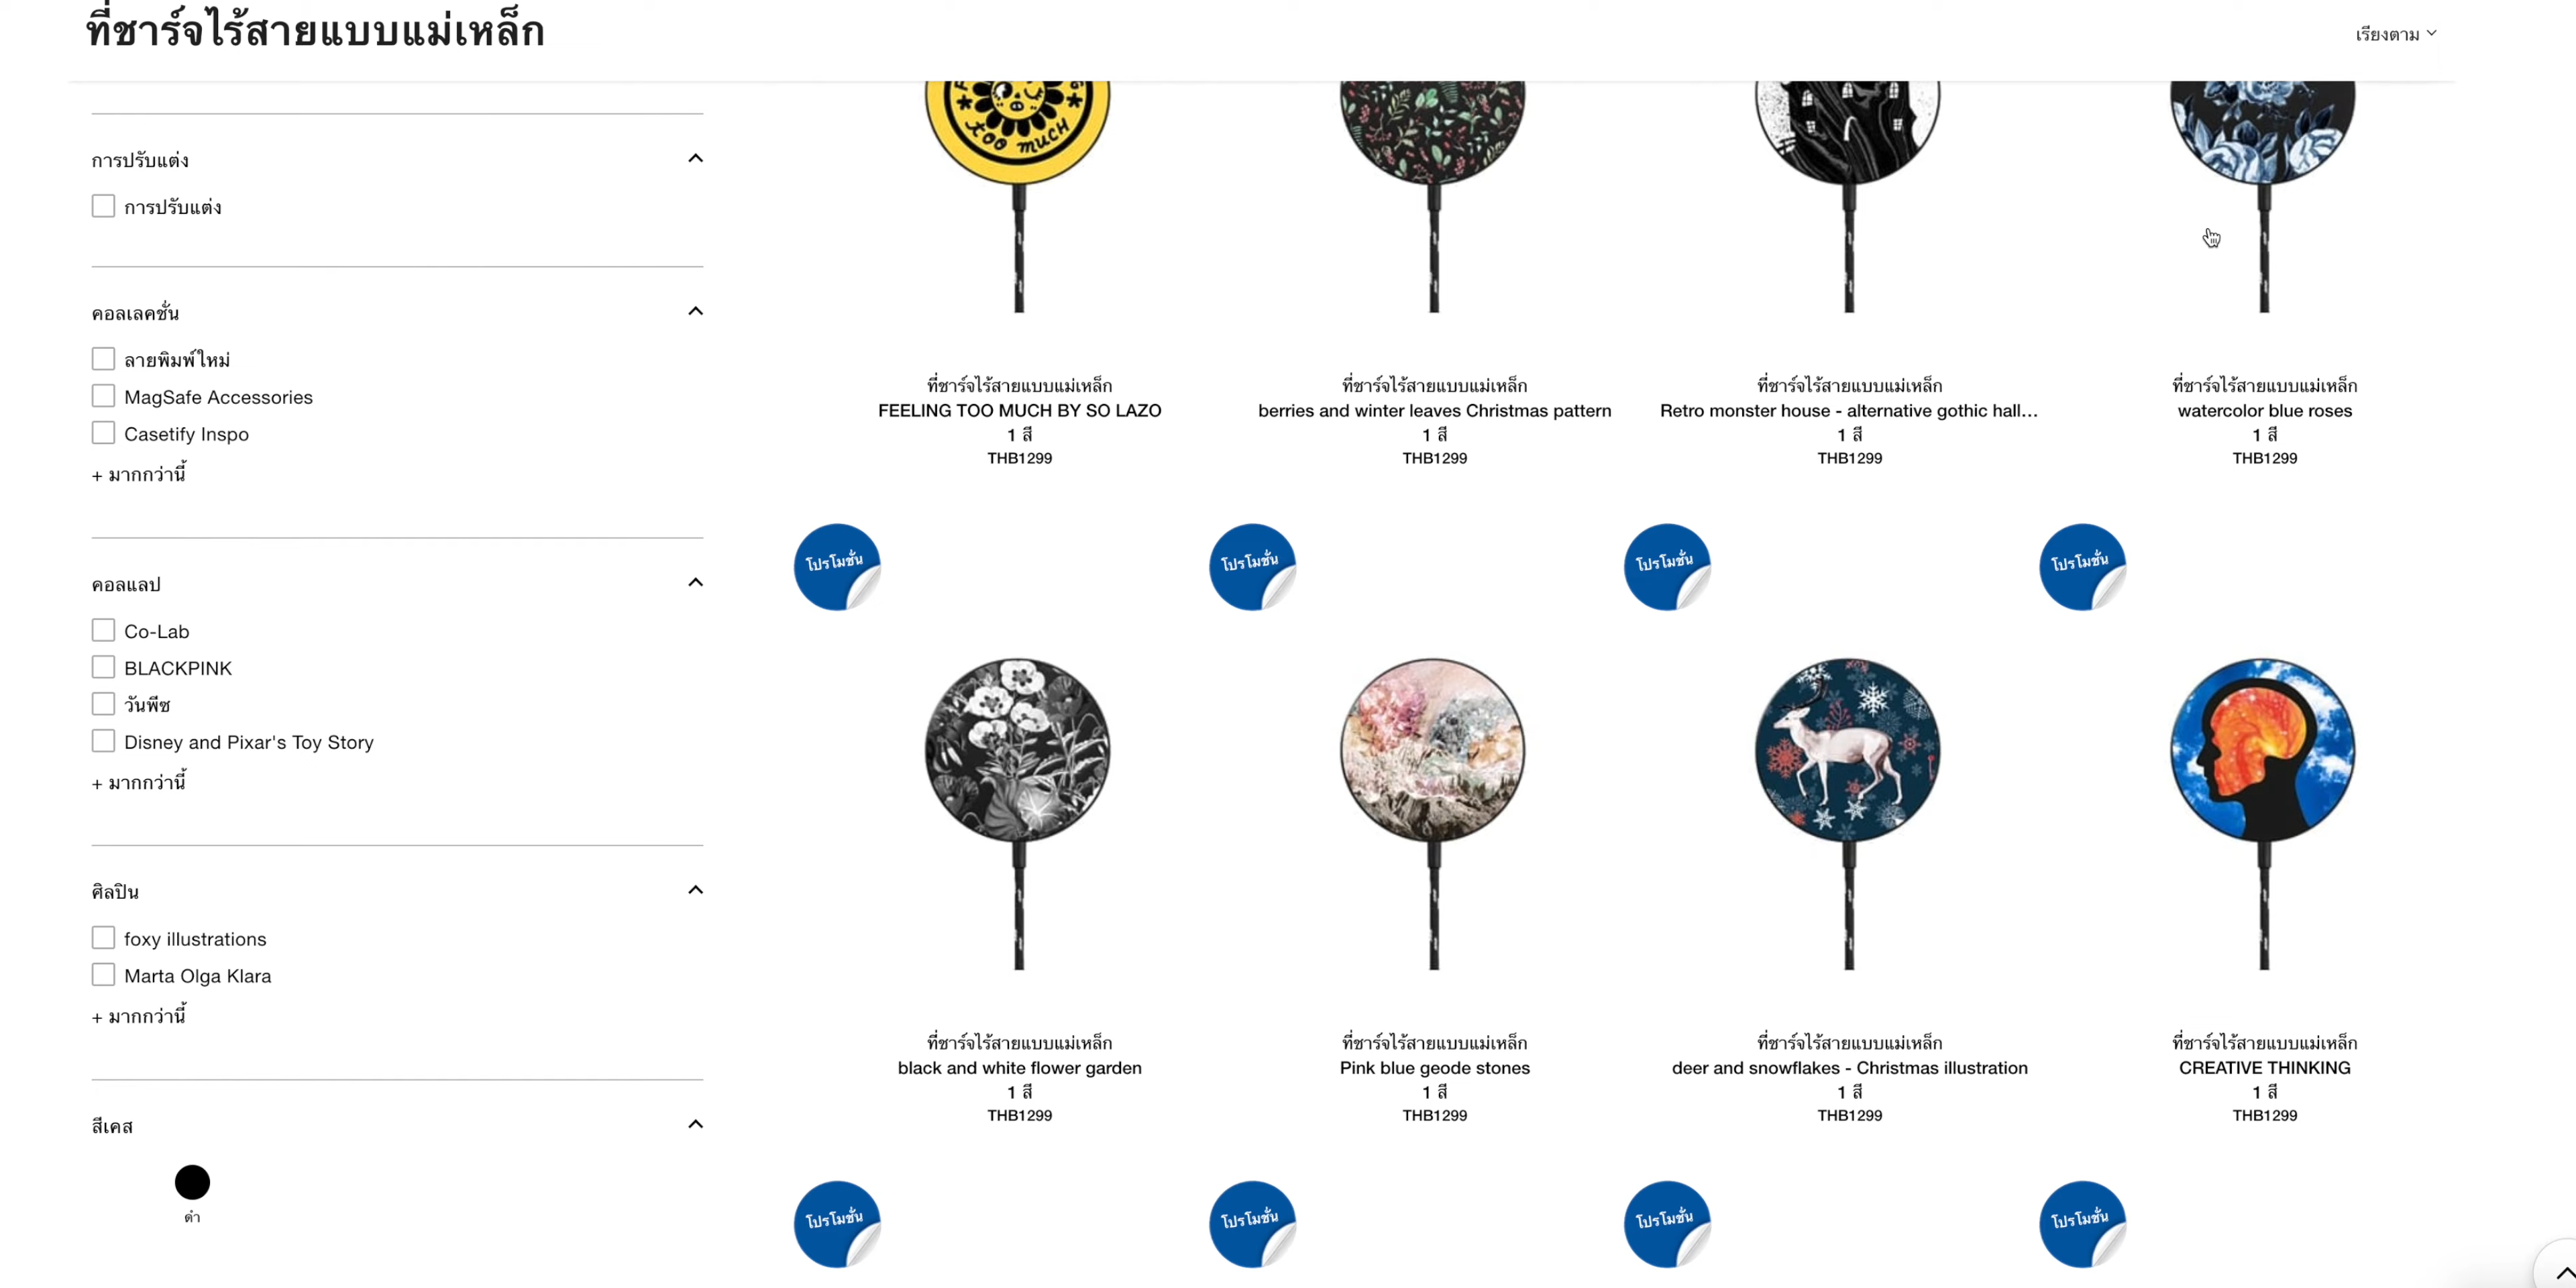 ที่ชาร์จไร้สายแบบแม่เหล็ก
เรียงตาม
การปรับแต่ง
การปรับแต่ง
คอลเลคชั่น
ลายพิมพ์ใหม่
MagSafe Accessories
Casetify Inspo
+ มากกว่านี้
คอลแลป
Co-Lab
BLACKPINK
วันพีซ
Disney and Pixar's Toy Story
+ มากกว่านี้
ศิลปิน
foxy illustrations
Marta Olga Klara
+ มากกว่านี้
สีเคส
ดำ
too much
ที่ชาร์จไร้สายแบบแม่เหล็ก
FEELING TOO MUCH BY SO LAZO
1 สี
THB1299
ที่ชาร์จไร้สายแบบแม่เหล็ก
berries and winter leaves Christmas pattern
1 สี
THB1299
ที่ชาร์จไร้สายแบบแม่เหล็ก
Retro monster house - alternative gothic hall...
1 สี
THB1299
ที่ชาร์จไร้สายแบบแม่เหล็ก
watercolor blue roses
1 สี
THB1299
โปรโมชั่น
โปรโมชั่น
โปรโมชั่น
โปรโมชั่น
ที่ชาร์จไร้สายแบบแม่เหล็ก
black and white flower garden
1 สี
THB1299
ที่ชาร์จไร้สายแบบแม่เหล็ก
Pink blue geode stones
1 สี
THB1299
ที่ชาร์จไร้สายแบบแม่เหล็ก
deer and snowflakes - Christmas illustration
1 สี
THB1299
ที่ชาร์จไร้สายแบบแม่เหล็ก
CREATIVE THINKING
1 สี
THB1299
โปรโมชั่น
โปรโมชั่น
โปรโมชั่น
โปรโมชั่น